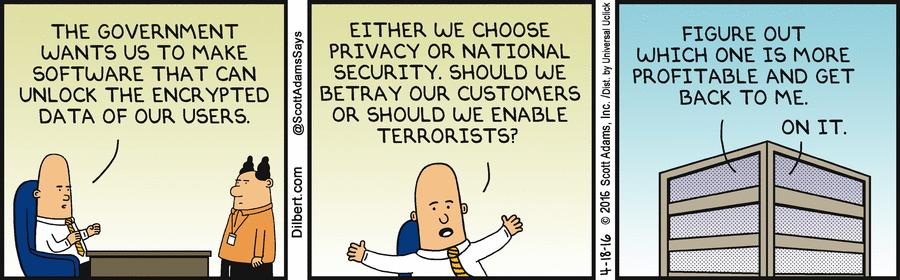 THE GOVERNMENT
WANTS US TO MAKE
SOFTWARE THAT CAN
UNLOCK THE ENCRYPTED
DATA OF OUR USERS.
Dilbert.com @ScottAdamsSays
EITHER WE CHOOSE
PRIVACY OR NATIONAL
SECURITY. SHOULD WE
BETRAY OUR CUSTOMERS
OR SHOULD WE ENABLE
TERRORISTS?
4-18-16 © 2016 Scott Adams, Inc. /Dist. by Universal Uclick
FIGURE OUT
WHICH ONE IS MORE
PROFITABLE AND GET
BACK TO ME.
ON IT.